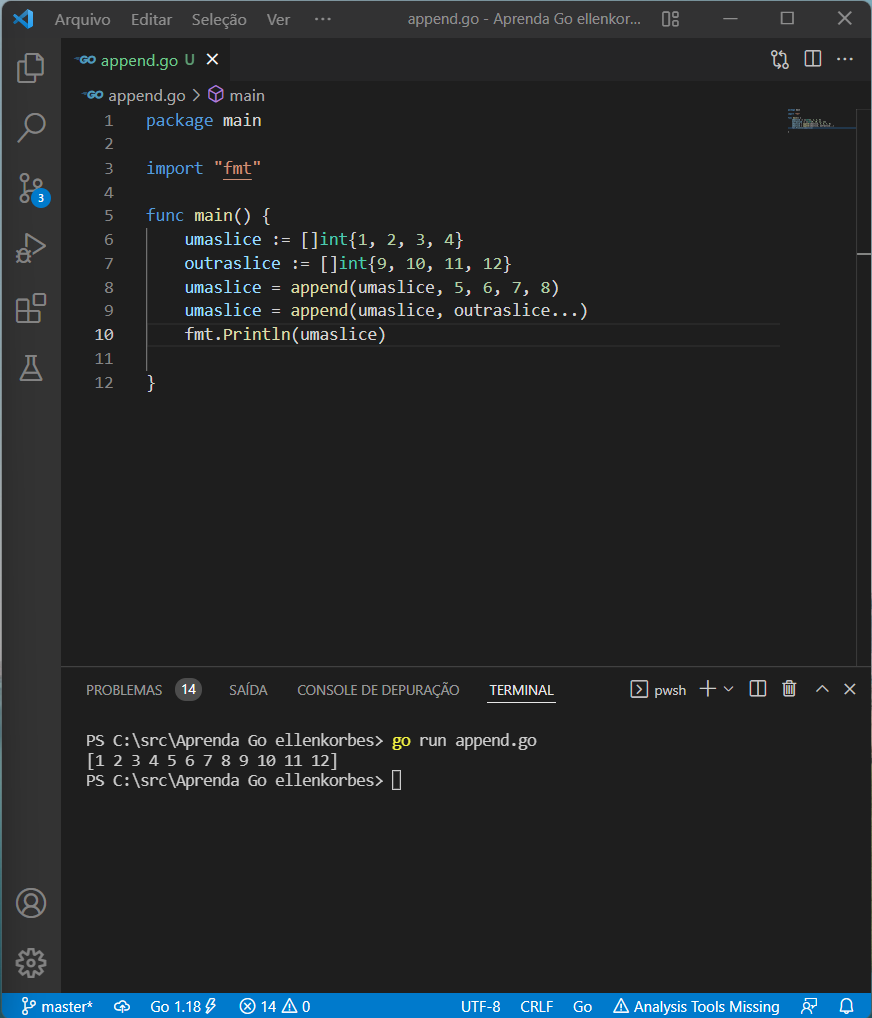 Arquivo Editar Seleção Ver ··· append.go - Aprenda Go ellenkor...
GO append.go U
GO append.go > main
1 package main
2
3 import "fmt"
4
5 func main() {
6     umaslice := []int{1, 2, 3, 4}
7     outraslice := []int{9, 10, 11, 12}
8     umaslice = append(umaslice, 5, 6, 7, 8)
9     umaslice = append(umaslice, outraslice...)
10     fmt.Println(umaslice)
11
12 }
3
PROBLEMAS 14 SAÍDA CONSOLE DE DEPURAÇÃO TERMINAL pwsh
PS C:\src\Aprenda Go ellenkorbes> go run append.go
[1 2 3 4 5 6 7 8 9 10 11 12]
PS C:\src\Aprenda Go ellenkorbes>
master* Go 1.18 14 0 UTF-8 CRLF Go Analysis Tools Missing